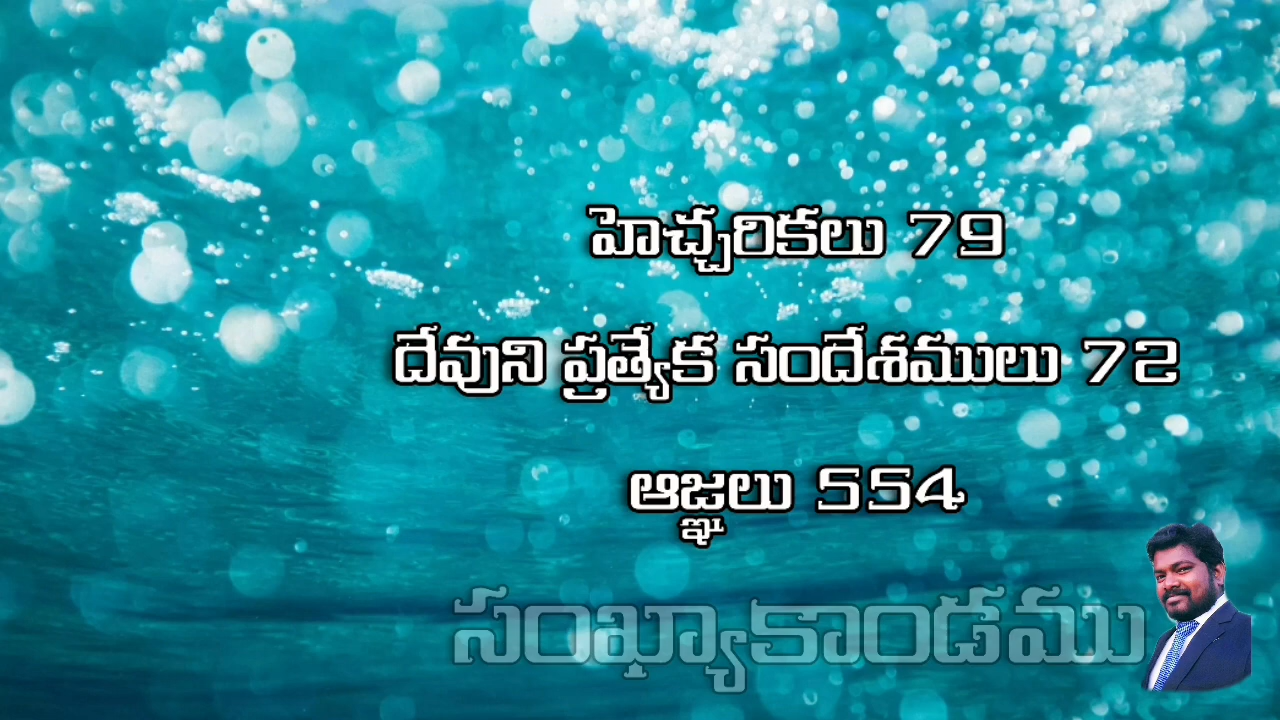 హెచ్చరికలు 79
దేవుని ప్రత్యేక సందేశములు 72
ఆజ్ఞలు 554
సంఖ్యాకాండము